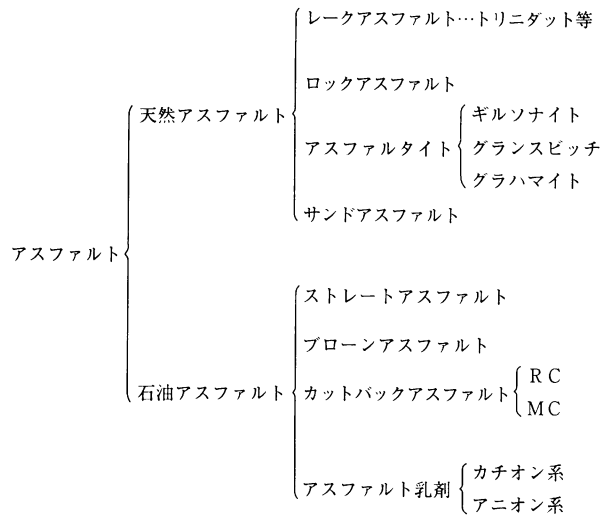 レークアスファルト…トリニダット等
ロックアスファルト
天然アスファルト
ギルソナイト
アスファルタイト
グランスピッチ
グラハマイト
サンドアスファルト
アスファルト
ストレートアスファルト
ブローンアスファルト
石油アスファルト
カットバックアスファルト
RC
MC
カチオン系
アスファルト乳剤
アニオン系